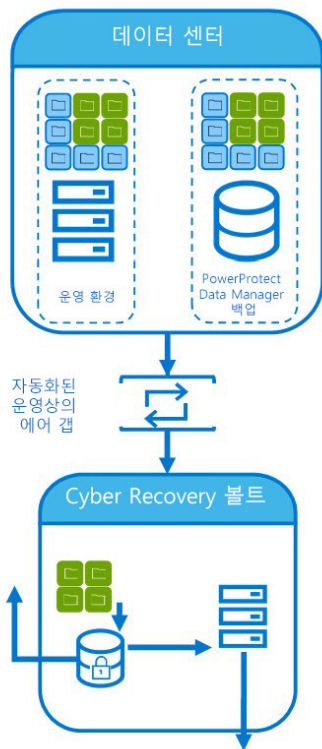 데이터 센터
운영 환경
PowerProtect
Data Manager
백업
자동화된
운영상의
에어 갭
Cyber Recovery 볼트